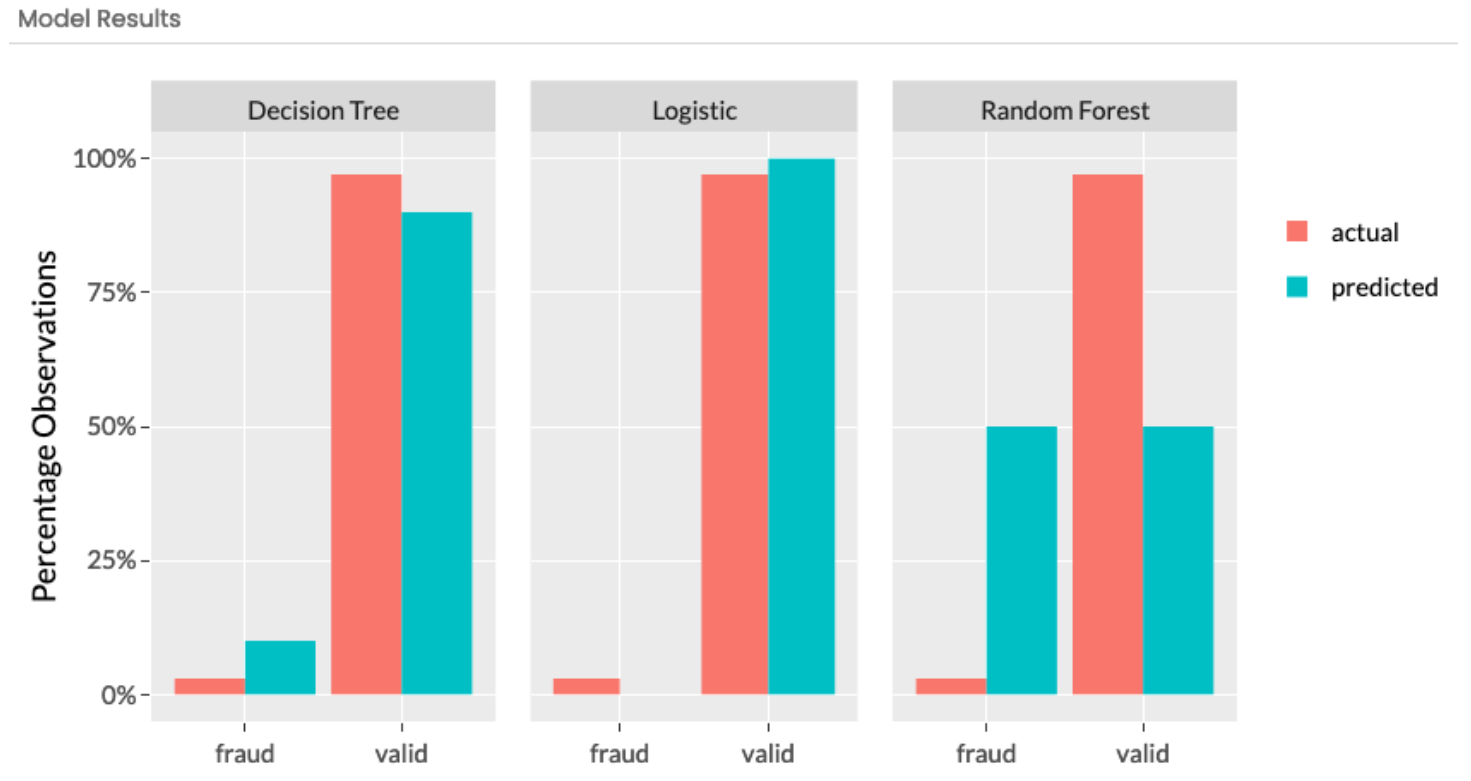 Model Results
Decision Tree
Logistic
Random Forest
Percentage Observations
100%
75%
50%
25%
0%
fraud
valid
fraud
valid
fraud
valid
actual
predicted